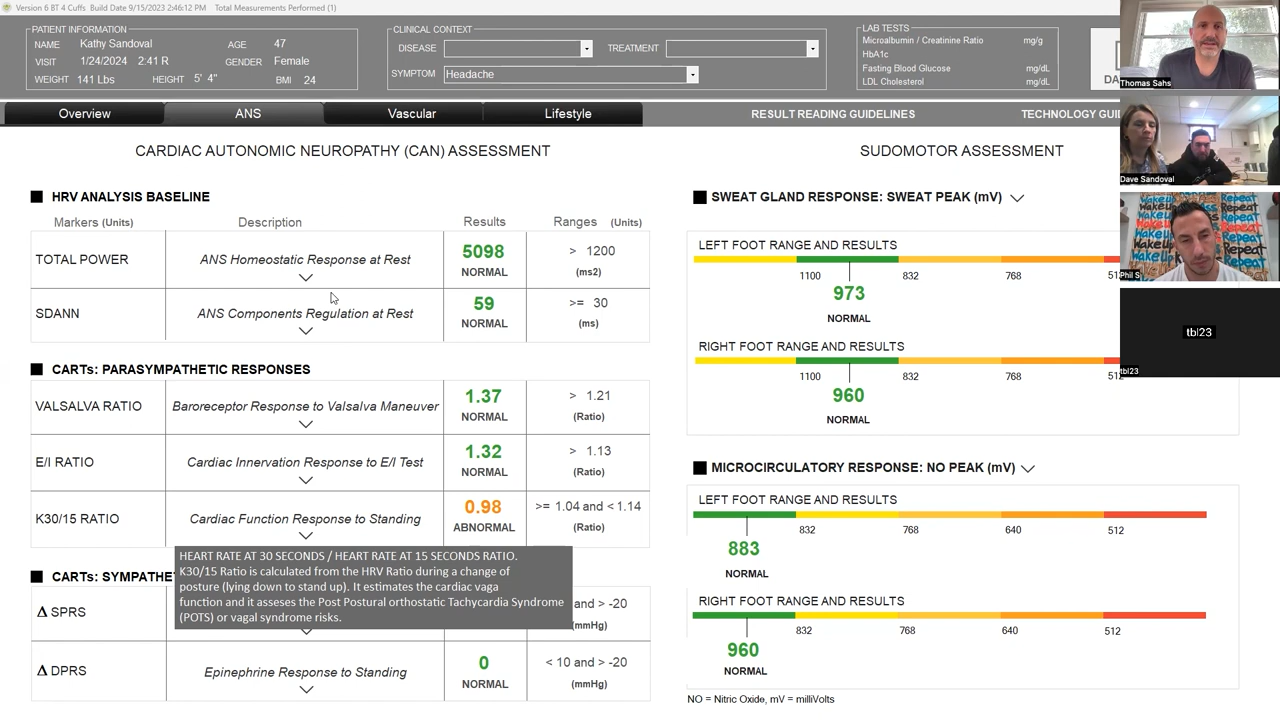 Version 6 BT 4 Cuffs Build Date 9/15/2023 2:46:12 PM Total Measurements Performed (1)
PATIENT INFORMATION
NAME Kathy Sandoval AGE 47
VISIT 1/24/2024 2.41 R GENDER Female
WEIGHT 141 Lbs HEIGHT 5' 4" BMI 24
CLINICAL CONTEXT
DISEASE TREATMENT
SYMPTOM Headache
LAB TESTS
Microalbumin / Creatinine Ratio mg/g
HbA1c
Fasting Blood Glucose mg/dL
LDL Cholesterol mg/dL
DA
Thomas Sahs
Overview ANS Vascular Lifestyle RESULT READING GUIDELINES TECHNOLOGY GUI
CARDIAC AUTONOMIC NEUROPATHY (CAN) ASSESSMENT
HRV ANALYSIS BASELINE
Markers (Units) Description Results Ranges (Units)
TOTAL POWER ANS Homeostatic Response at Rest 5098 NORMAL > 1200 (ms2)
SDANN ANS Components Regulation at Rest 59 NORMAL >= 30 (ms)
CARTs: PARASYMPATHETIC RESPONSES
VALSALVA RATIO Baroreceptor Response to Valsalva Maneuver 1.37 NORMAL > 1.21 (Ratio)
E/I RATIO Cardiac Innervation Response to E/I Test 1.32 NORMAL > 1.13 (Ratio)
K30/15 RATIO Cardiac Function Response to Standing 0.98 ABNORMAL >= 1.04 and < 1.14 (Ratio)
HEART RATE AT 30 SECONDS / HEART RATE AT 15 SECONDS RATIO.
K30/15 Ratio is calculated from the HRV Ratio during a change of
posture (lying down to stand up). It estimates the cardiac vaga
function and it asseses the Post Postural orthostatic Tachycardia Syndrome
(POTS) or vagal syndrome risks.
CARTs: SYMPATHE
Δ SPRS and > -20 (mmHg)
Δ DPRS Epinephrine Response to Standing 0 NORMAL < 10 and > -20 (mmHg)
SUDOMOTOR ASSESSMENT
SWEAT GLAND RESPONSE: SWEAT PEAK (mV)
LEFT FOOT RANGE AND RESULTS
1100 832 768 512
973
NORMAL
RIGHT FOOT RANGE AND RESULTS
1100 832 768 512
960
NORMAL
MICROCIRCULATORY RESPONSE: NO PEAK (mV)
LEFT FOOT RANGE AND RESULTS
832 768 640 512
883
NORMAL
RIGHT FOOT RANGE AND RESULTS
832 768 640 512
960
NORMAL
NO = Nitric Oxide, mV = milliVolts
Dave Sandoval
Wakeup
Repeat
Phil S
tbl23
tbl23